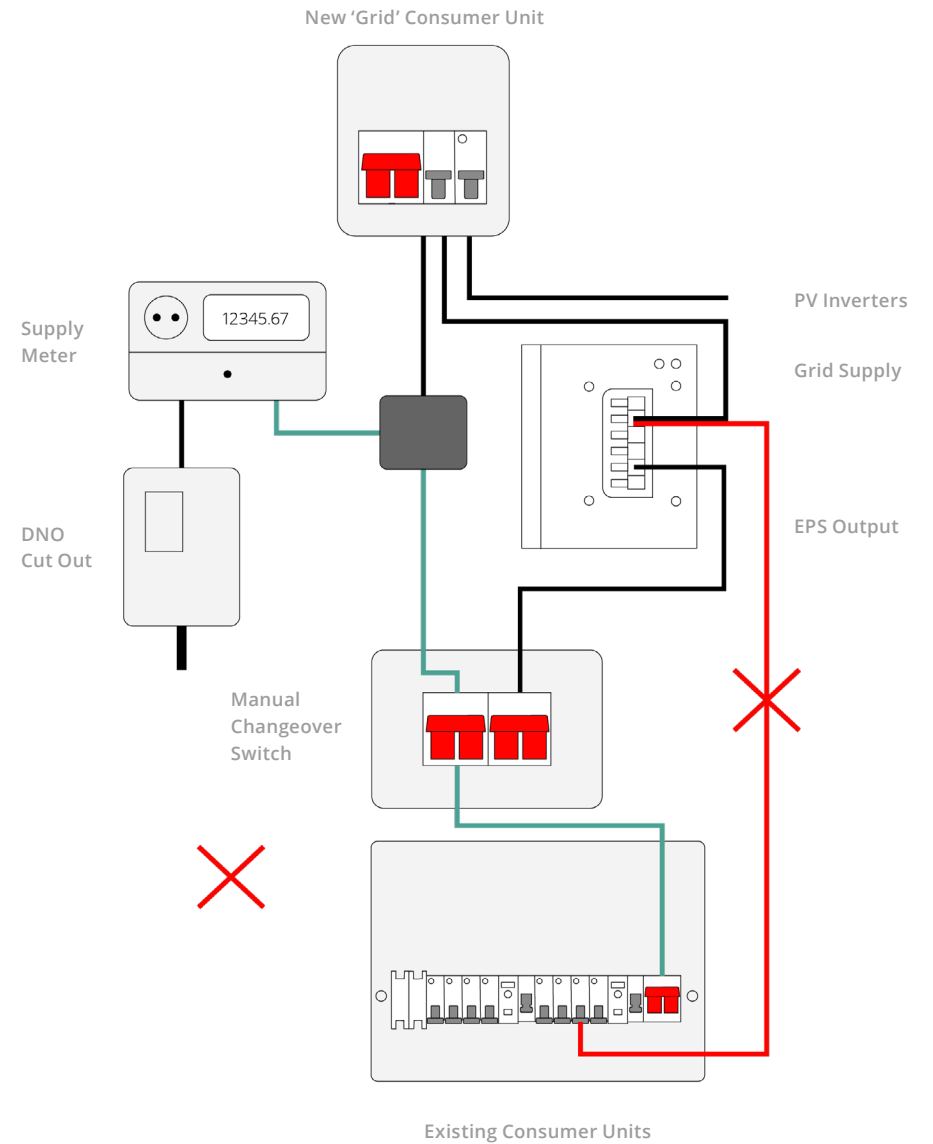 New ‘Grid’ Consumer Unit
PV Inverters
Supply
Meter
12345.67
Grid Supply
DNO
Cut Out
EPS Output
Manual
Changeover
Switch
Existing Consumer Units